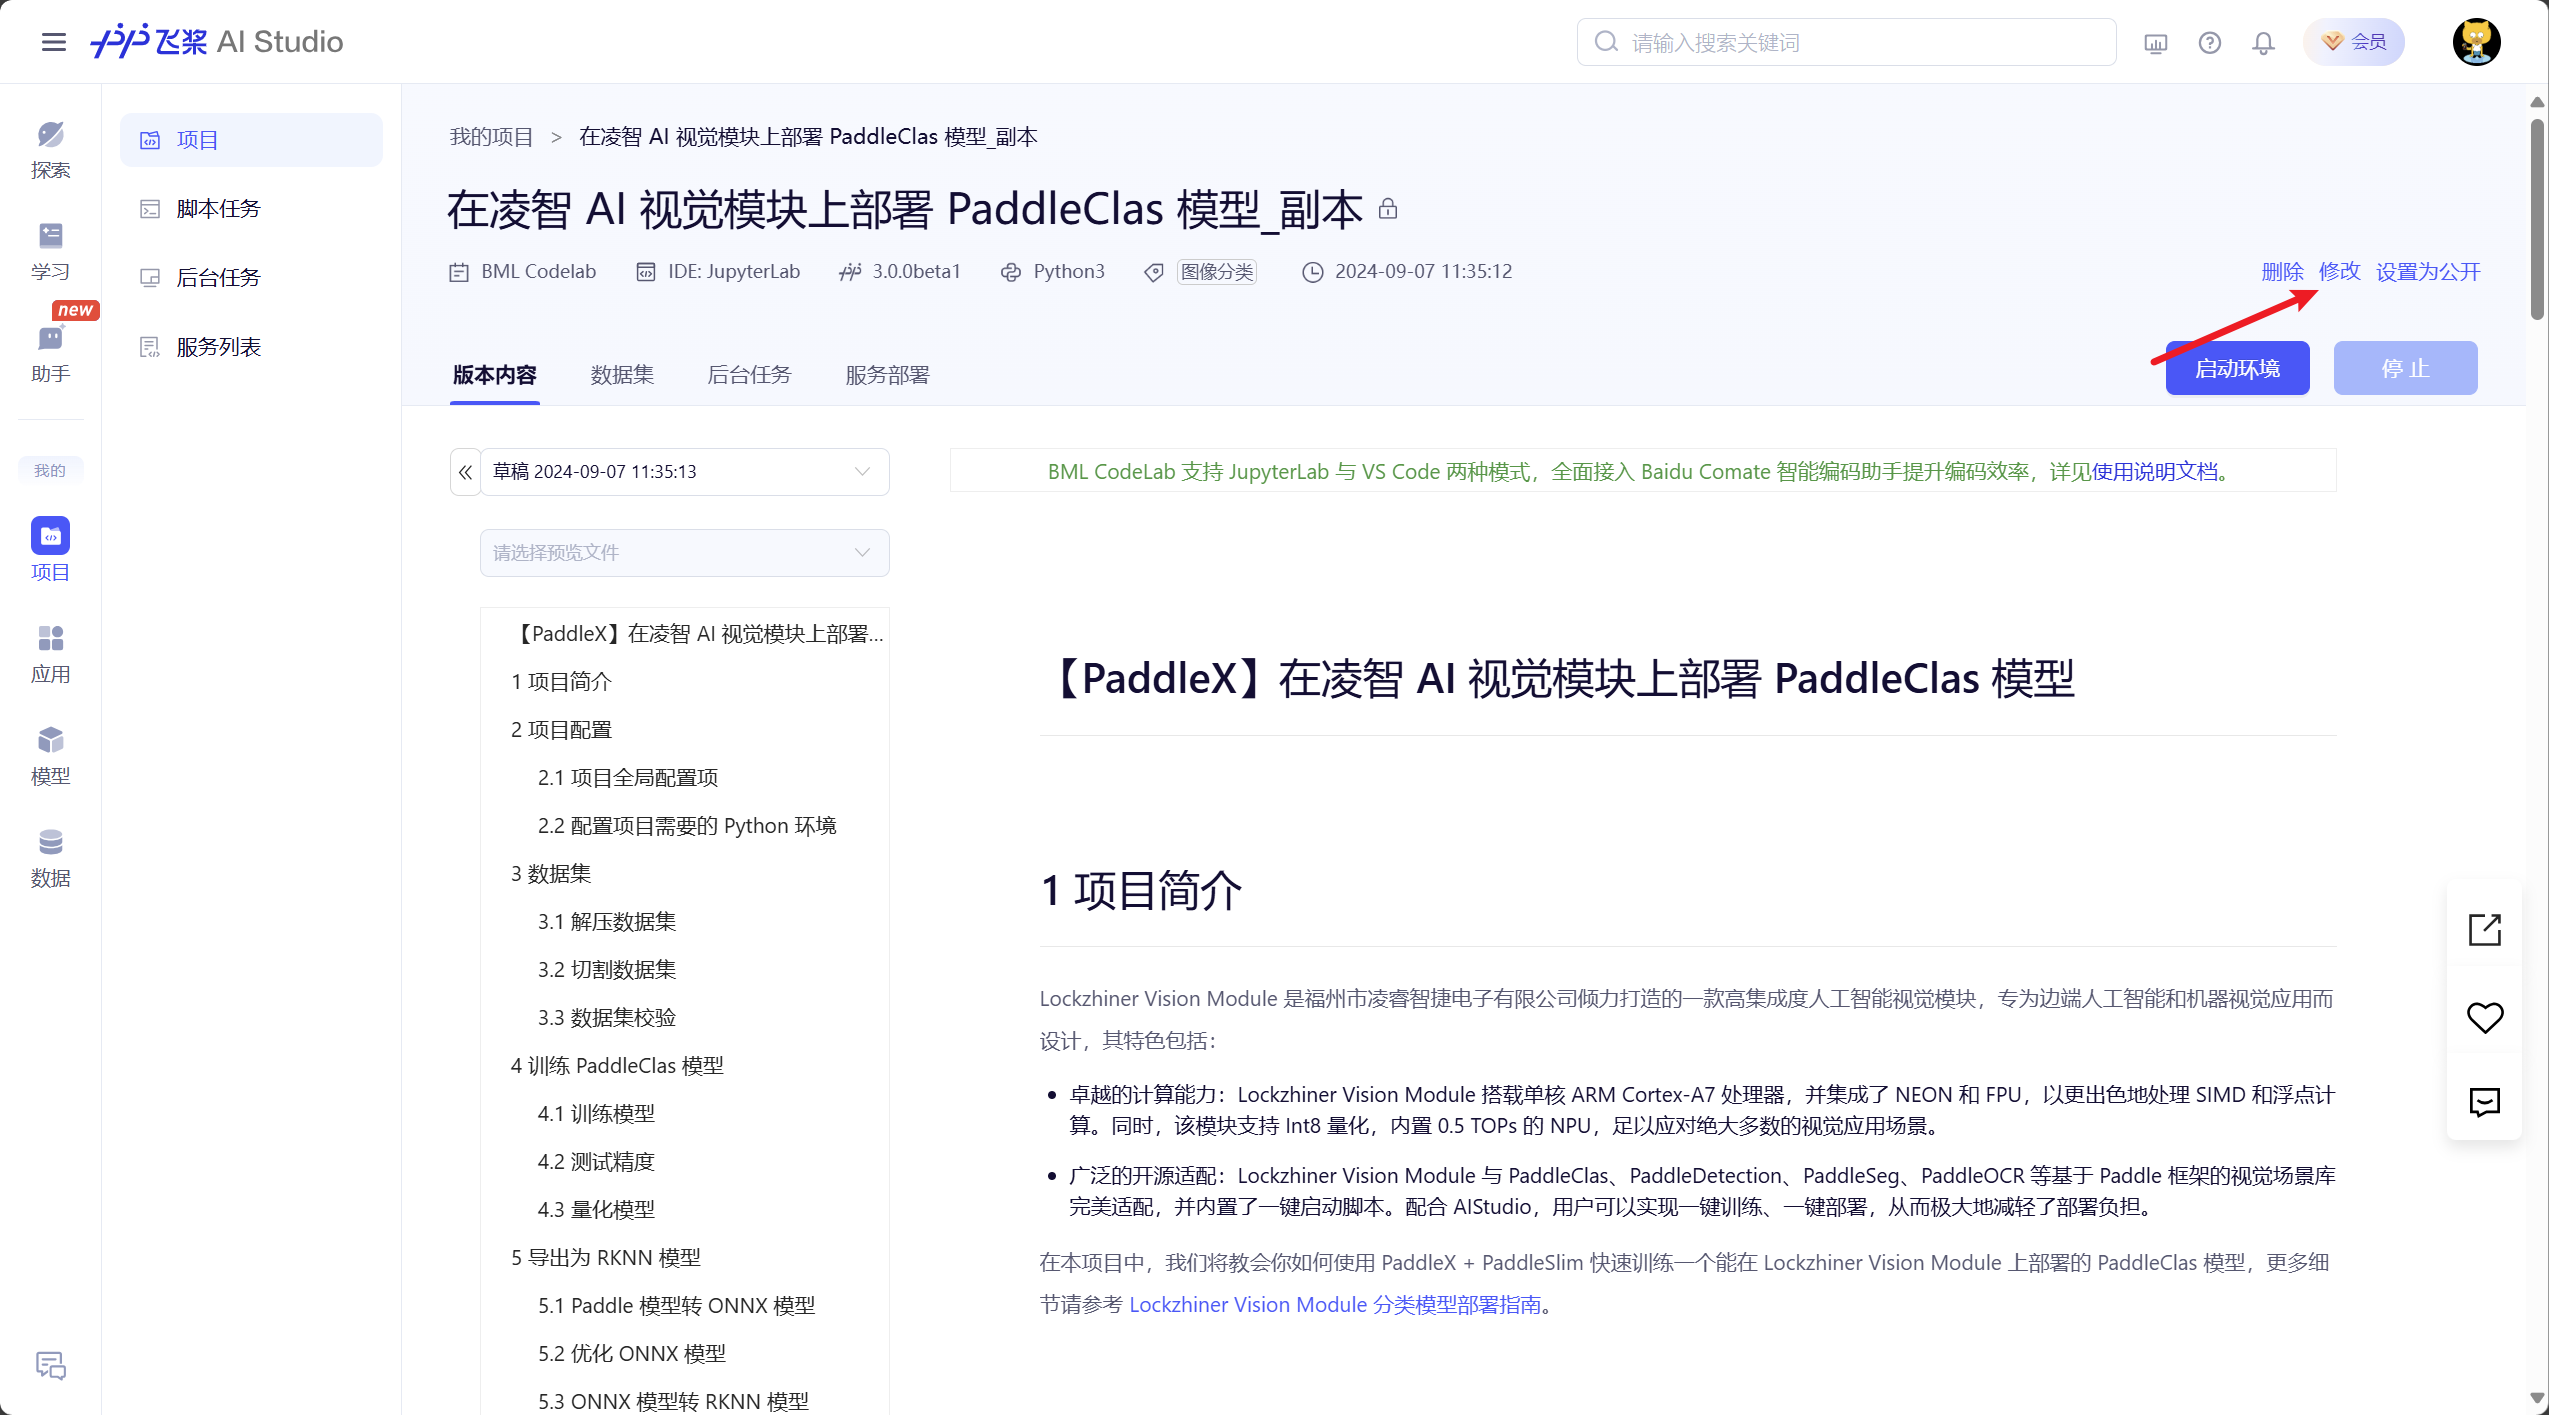 飞桨 AI Studio
请输入搜索关键词
会员
探索
学习
new
助手
我的
项目
应用
模型
数据
项目
脚本任务
后台任务
服务列表
我的项目 > 在凌智 AI 视觉模块上部署 PaddleClas 模型_副本
在凌智 AI 视觉模块上部署 PaddleClas 模型_副本
BML Codelab IDE: JupyterLab 3.0.0beta1 Python3 图像分类 2024-09-07 11:35:12
删除 修改 设置为公开
版本内容 数据集 后台任务 服务部署
启动环境 停止
草稿 2024-09-07 11:35:13
请选择预览文件
【PaddleX】在凌智 AI 视觉模块上部署...
1 项目简介
2 项目配置
2.1 项目全局配置项
2.2 配置项目需要的 Python 环境
3 数据集
3.1 解压数据集
3.2 切割数据集
3.3 数据集校验
4 训练 PaddleClas 模型
4.1 训练模型
4.2 测试精度
4.3 量化模型
5 导出为 RKNN 模型
5.1 Paddle 模型转 ONNX 模型
5.2 优化 ONNX 模型
5.3 ONNX 模型转 RKNN 模型
BML CodeLab 支持 JupyterLab 与 VS Code 两种模式，全面接入 Baidu Comate 智能编码助手提升编码效率，详见使用说明文档。
【PaddleX】在凌智 AI 视觉模块上部署 PaddleClas 模型
1 项目简介
Lockzhiner Vision Module 是福州市凌睿智捷电子有限公司倾力打造的一款高集成度人工智能视觉模块，专为边端人工智能和机器视觉应用而
设计，其特色包括：
• 卓越的计算能力：Lockzhiner Vision Module 搭载单核 ARM Cortex-A7 处理器，并集成了 NEON 和 FPU，以更出色地处理 SIMD 和浮点计
算。同时，该模块支持 Int8 量化，内置 0.5 TOPs 的 NPU，足以应对绝大多数的视觉应用场景。
• 广泛的开源适配：Lockzhiner Vision Module 与 PaddleClas、PaddleDetection、PaddleSeg、PaddleOCR 等基于 Paddle 框架的视觉场景库
完美适配，并内置了一键启动脚本。配合 AIStudio，用户可以实现一键训练、一键部署，从而极大地减轻了部署负担。
在本项目中，我们将教会你如何使用 PaddleX + PaddleSlim 快速训练一个能在 Lockzhiner Vision Module 上部署的 PaddleClas 模型，更多细
节请参考 Lockzhiner Vision Module 分类模型部署指南。